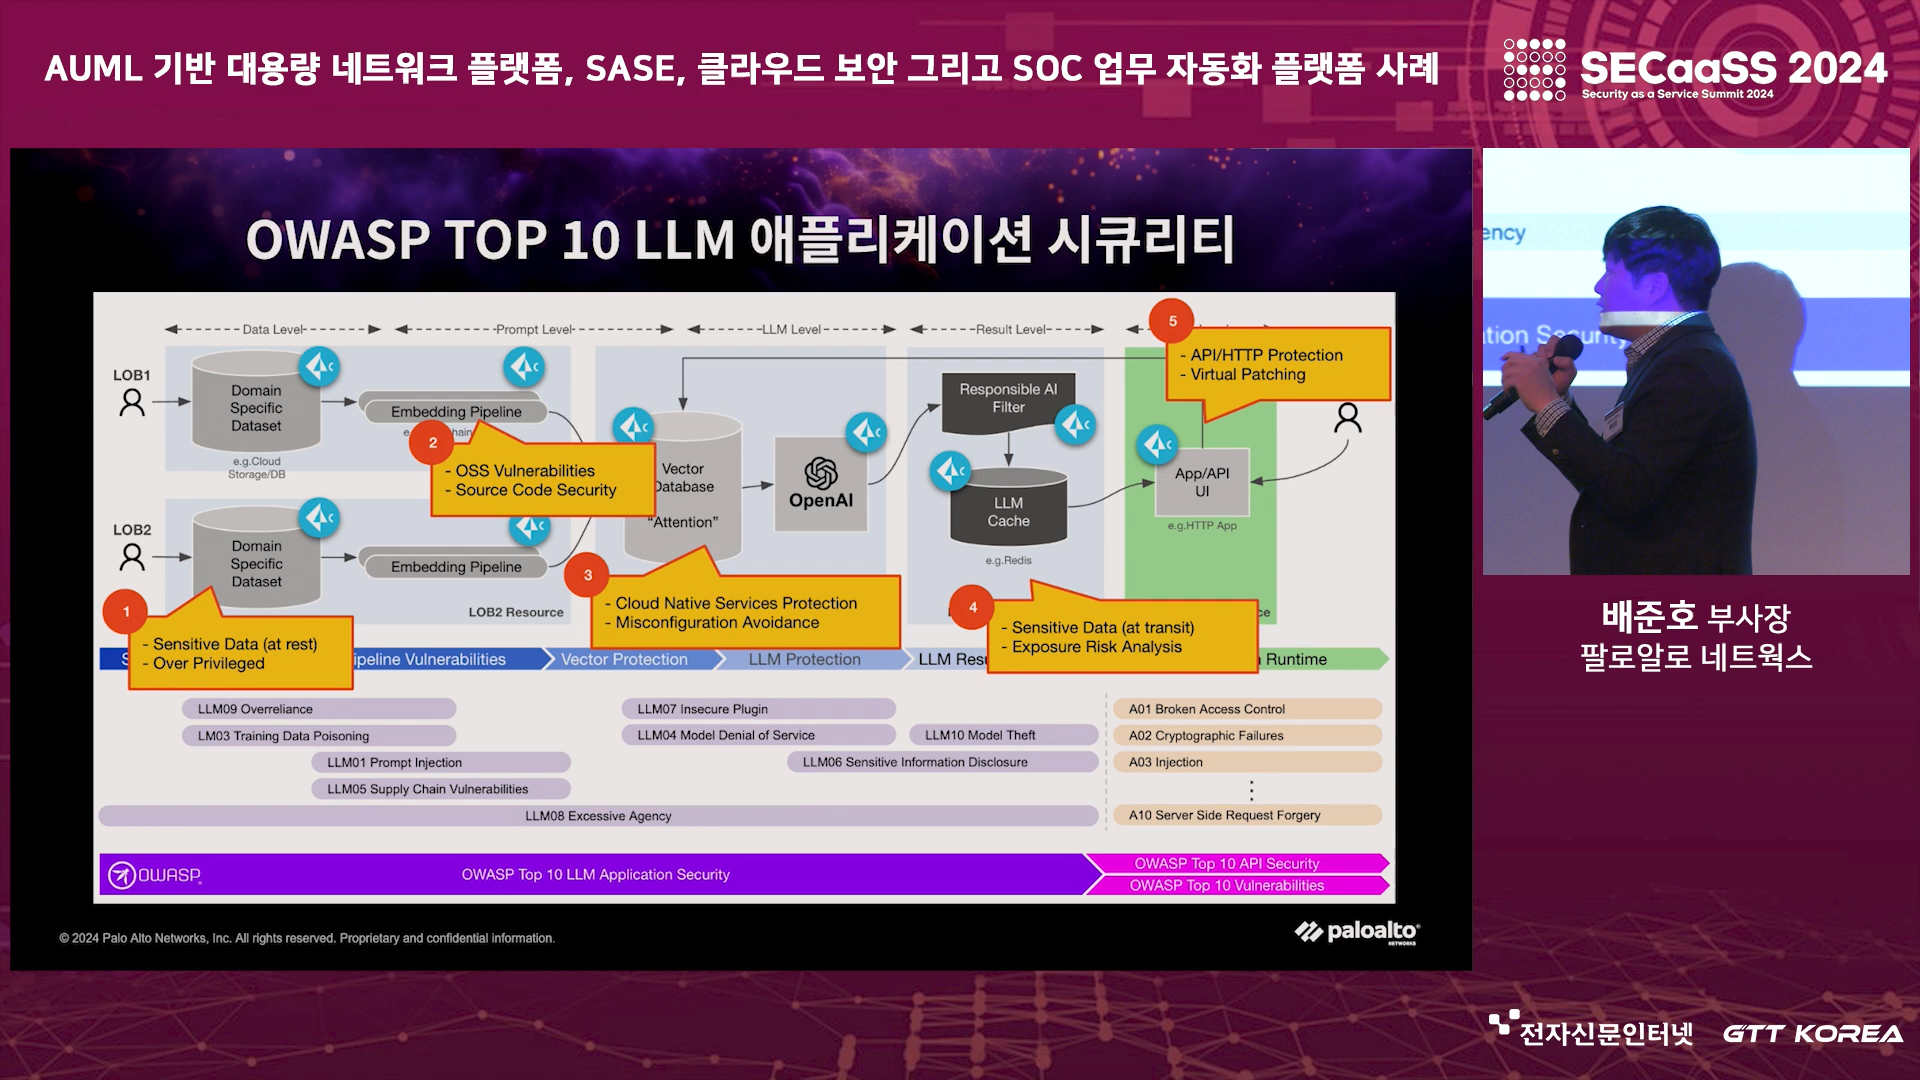 AUML 기반 대용량 네트워크 플랫폼, SASE, 클라우드 보안 그리고 SOC 업무 자동화 플랫폼 사례
SECaaSS 2024
Security as a Service Summit 2024
OWASP TOP 10 LLM 애플리케이션 시큐리티
Data Level
Prompt Level
LLM Level
Result Level
5
- API/HTTP Protection
- Virtual Patching
LOB1
Domain
Specific
Dataset
e.g.Cloud
Storage/DB
Embedding Pipeline
2
- OSS Vulnerabilities
- Source Code Security
Vector
Database
"Attention"
OpenAI
Responsible AI
Filter
LLM
Cache
e.g.Redis
App/API
UI
e.g.HTTP App
LOB2
Domain
Specific
Dataset
Embedding Pipeline
LOB2 Resource
1
- Sensitive Data (at rest)
- Over Privileged
3
- Cloud Native Services Protection
- Misconfiguration Avoidance
4
- Sensitive Data (at transit)
- Exposure Risk Analysis
ipeline Vulnerabilities
Vector Protection
LLM Protection
LLM Resu
Runtime
LLM09 Overreliance
LM03 Training Data Poisoning
LLM01 Prompt Injection
LLM05 Supply Chain Vulnerabilities
LLM07 Insecure Plugin
LLM04 Model Denial of Service
LLM10 Model Theft
LLM06 Sensitive Information Disclosure
LLM08 Excessive Agency
A01 Broken Access Control
A02 Cryptographic Failures
A03 Injection
A10 Server Side Request Forgery
OWASP
OWASP Top 10 LLM Application Security
OWASP Top 10 API Security
OWASP Top 10 Vulnerabilities
© 2024 Palo Alto Networks, Inc. All rights reserved. Proprietary and confidential information.
paloalto
NETWORKS
ency
ation Security
배준호 부사장
팔로알로 네트웍스
전자신문인터넷
GTT KOREA